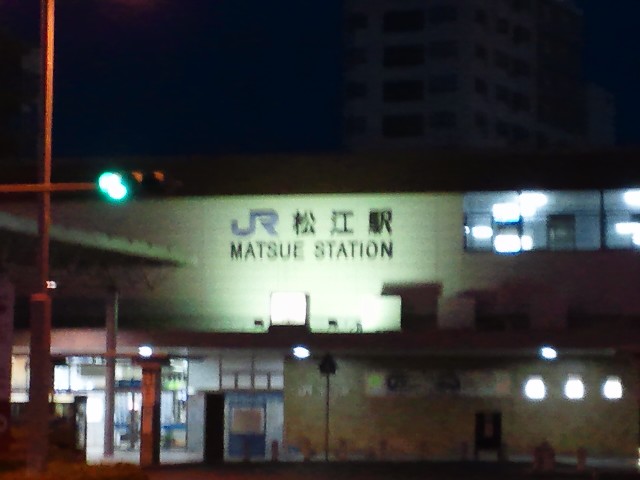 JR 松江駅
MATSUE STATION